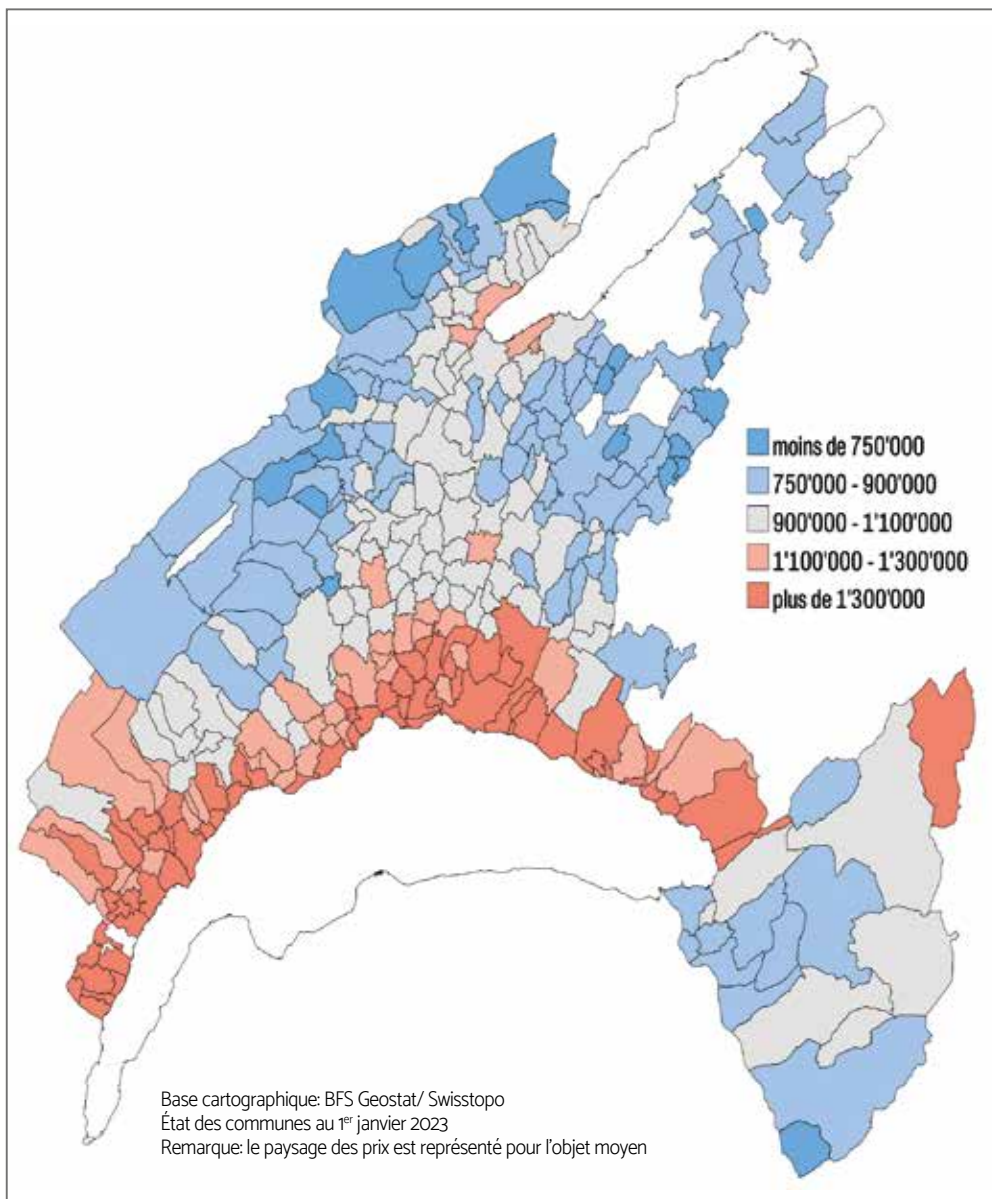 moins de 750'000
750'000 - 900'000
900'000 - 1'100'000
1'100'000 - 1'300'000
plus de 1'300'000
Base cartographique: BFS Geostat/ Swisstopo
État des communes au 1er janvier 2023
Remarque: le paysage des prix est représenté pour l'objet moyen